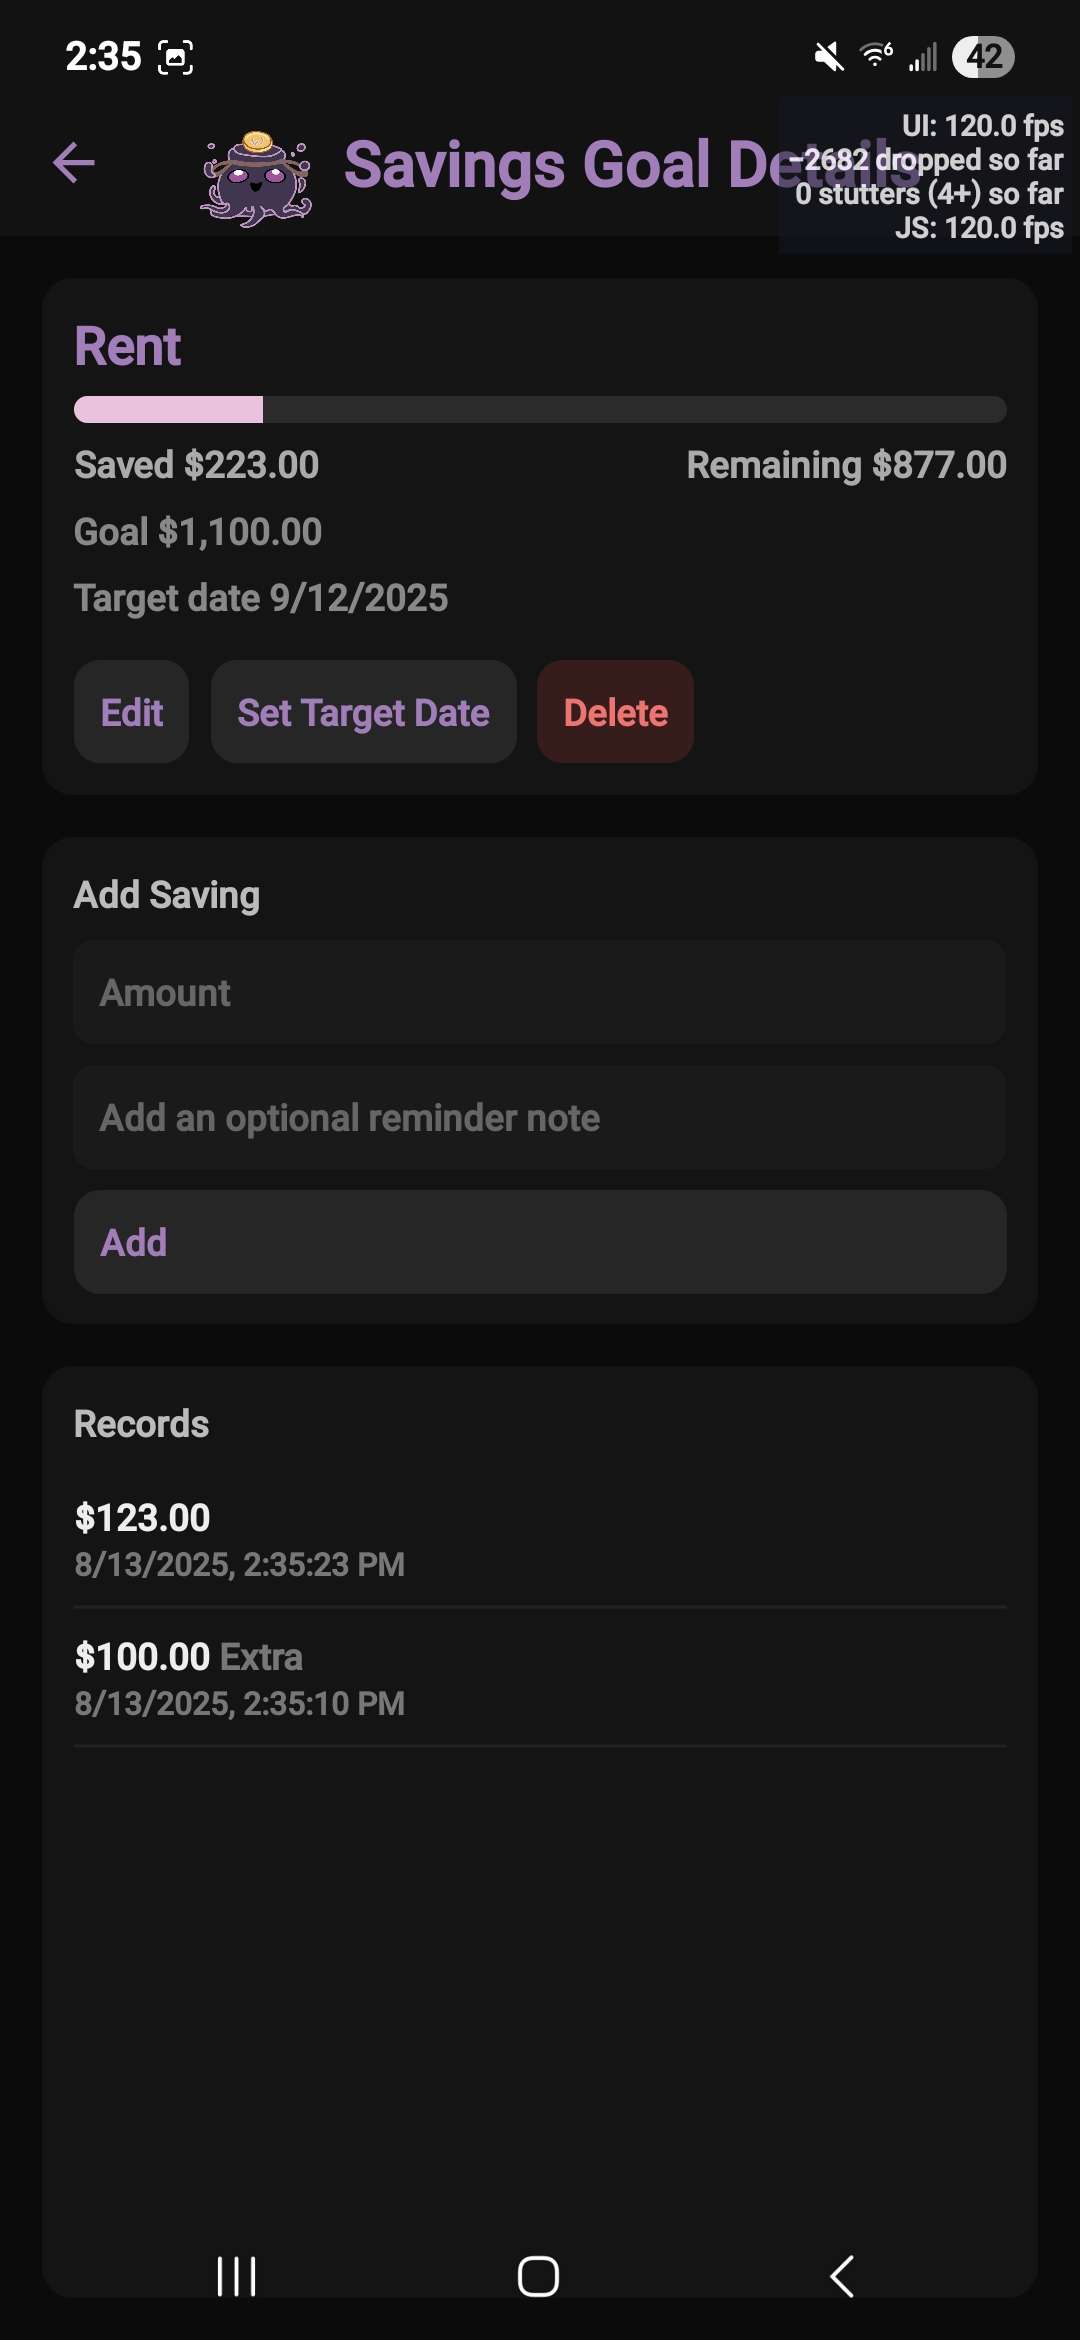 2:35 42
UI: 120.0 fps
-2682 dropped so far
0 stutters (4+) so far
JS: 120.0 fps
Savings Goal Details
Rent
Saved $223.00 Remaining $877.00
Goal $1,100.00
Target date 9/12/2025
Edit Set Target Date Delete
Add Saving
Amount
Add an optional reminder note
Add
Records
$123.00
8/13/2025, 2:35:23 PM
$100.00 Extra
8/13/2025, 2:35:10 PM